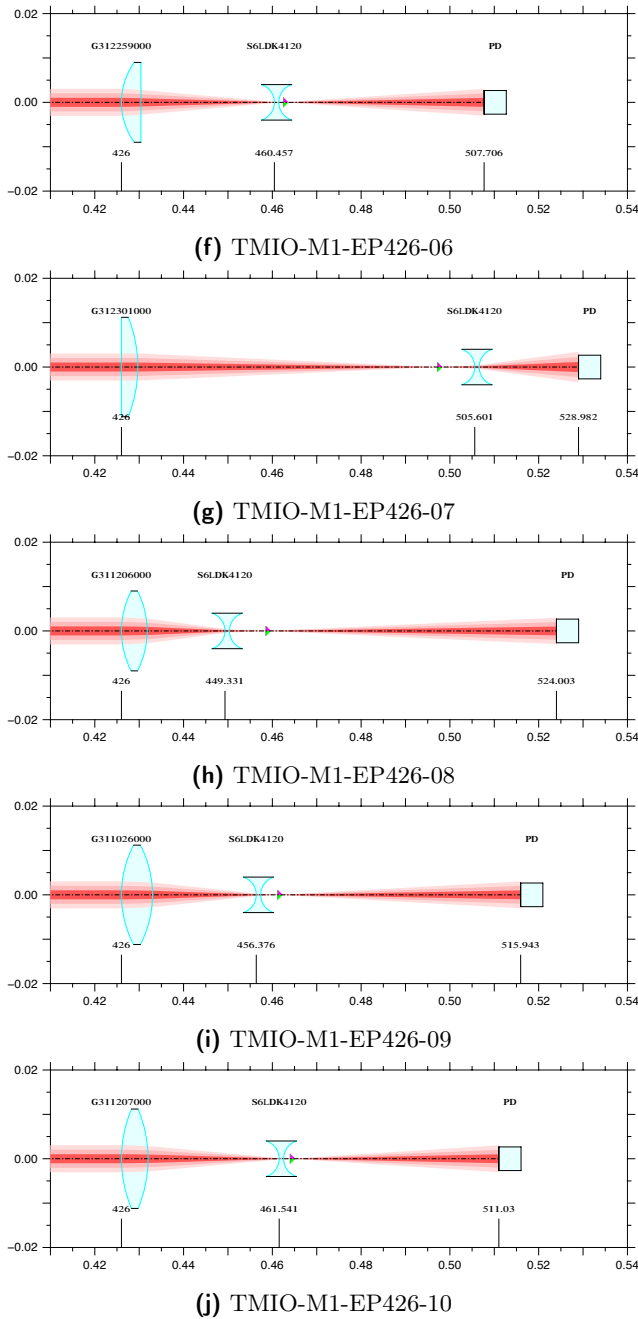 0.02
G312259000 S6LDK4120 PD
0.00
426 460.457 507.706
−0.02
0.42 0.44 0.46 0.48 0.50 0.52 0.54
(f) TMIO-M1-EP426-06
0.02
G312301000 S6LDK4120 PD
0.00
426 505.601 528.982
−0.02
0.42 0.44 0.46 0.48 0.50 0.52 0.54
(g) TMIO-M1-EP426-07
0.02
G311206000 S6LDK4120 PD
0.00
426 449.331 524.003
−0.02
0.42 0.44 0.46 0.48 0.50 0.52 0.54
(h) TMIO-M1-EP426-08
0.02
G311026000 S6LDK4120 PD
0.00
426 456.376 515.943
−0.02
0.42 0.44 0.46 0.48 0.50 0.52 0.54
(i) TMIO-M1-EP426-09
0.02
G311207000 S6LDK4120 PD
0.00
426 461.541 511.03
−0.02
0.42 0.44 0.46 0.48 0.50 0.52 0.54
(j) TMIO-M1-EP426-10